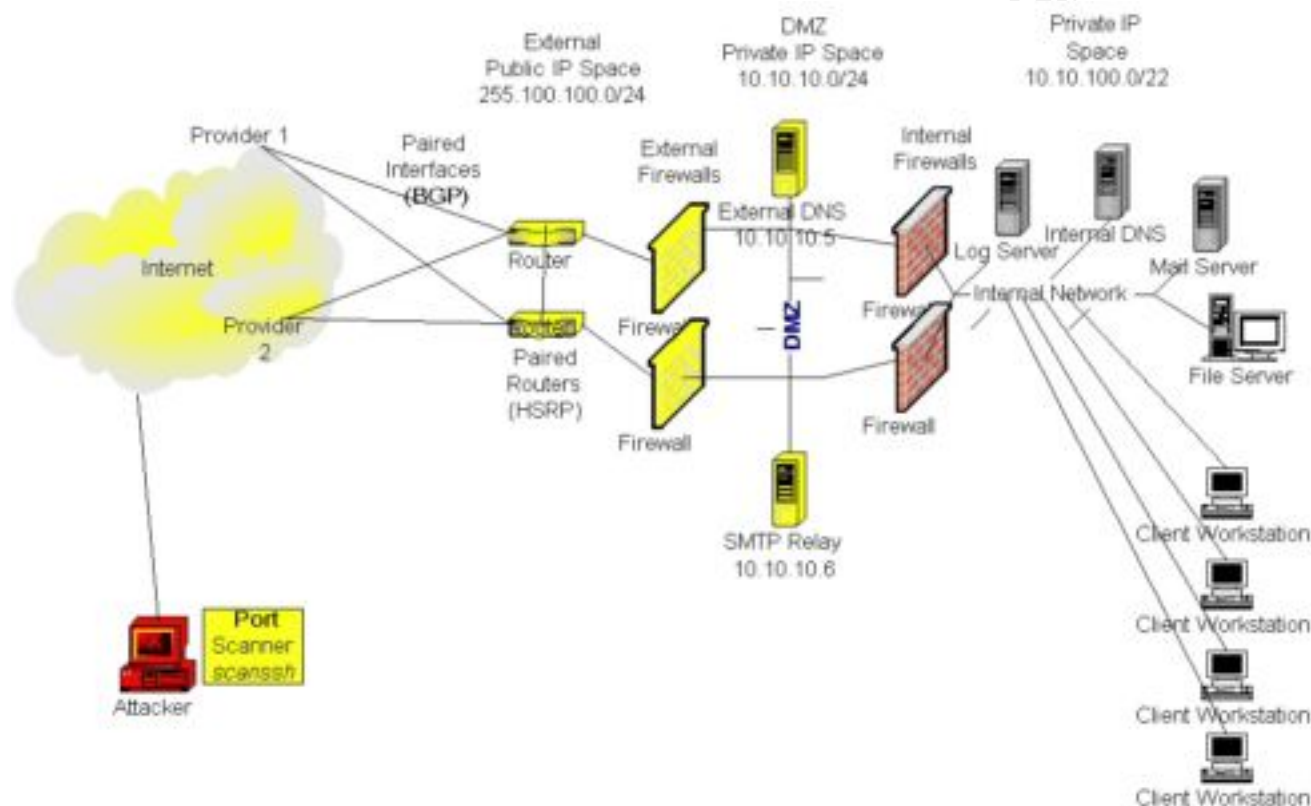 External
Public IP Space
255.100.100.0/24
DMZ
Private IP Space
10.10.10.0/24
Private IP
Space
10.10.100.0/22
Provider 1
Paired
Interfaces
(BGP)
External
Firewalls
Internal
Firewalls
External DNS
10.10.10.5
Internet
Router
Log Server
Internal DNS
Mail Server
Provider
2
Router
Firewall
DMZ
Firewall
Internal Network
File Server
Paired
Routers
(HSRP)
Firewall
Firewall
SMTP Relay
10.10.10.6
Client Workstation
Client Workstation
Client Workstation
Client Workstation
Port
Scanner
scanssh
Attacker